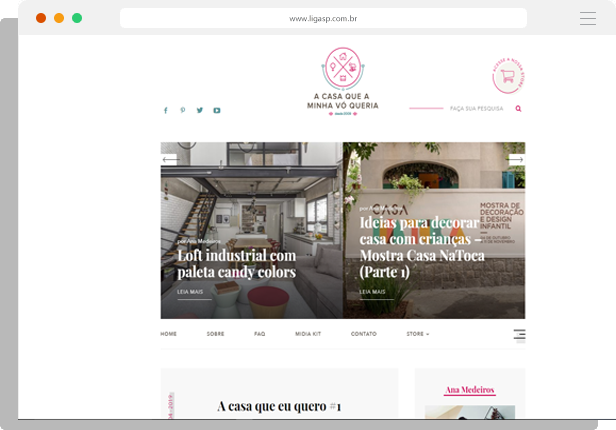 www.ligasp.com.br
A CASA QUE A
MINHA VÓ QUERIA
desde 2010
ACESSE A NOSSA STORE
FAÇA SUA PESQUISA
por Ana Medeiros
Loft industrial com
paleta candy colors
LEIA MAIS
por Ana Medeiros
Ideias para decorar
casa com crianças –
Mostra Casa NaToca
(Parte 1)
LEIA MAIS
CASA
MOSTRA DE
DECORAÇÃO
E DESIGN
INFANTIL
HOME
SOBRE
FAQ
MIDIA KIT
CONTATO
STORE
A casa que eu quero #1
Ana Medeiros